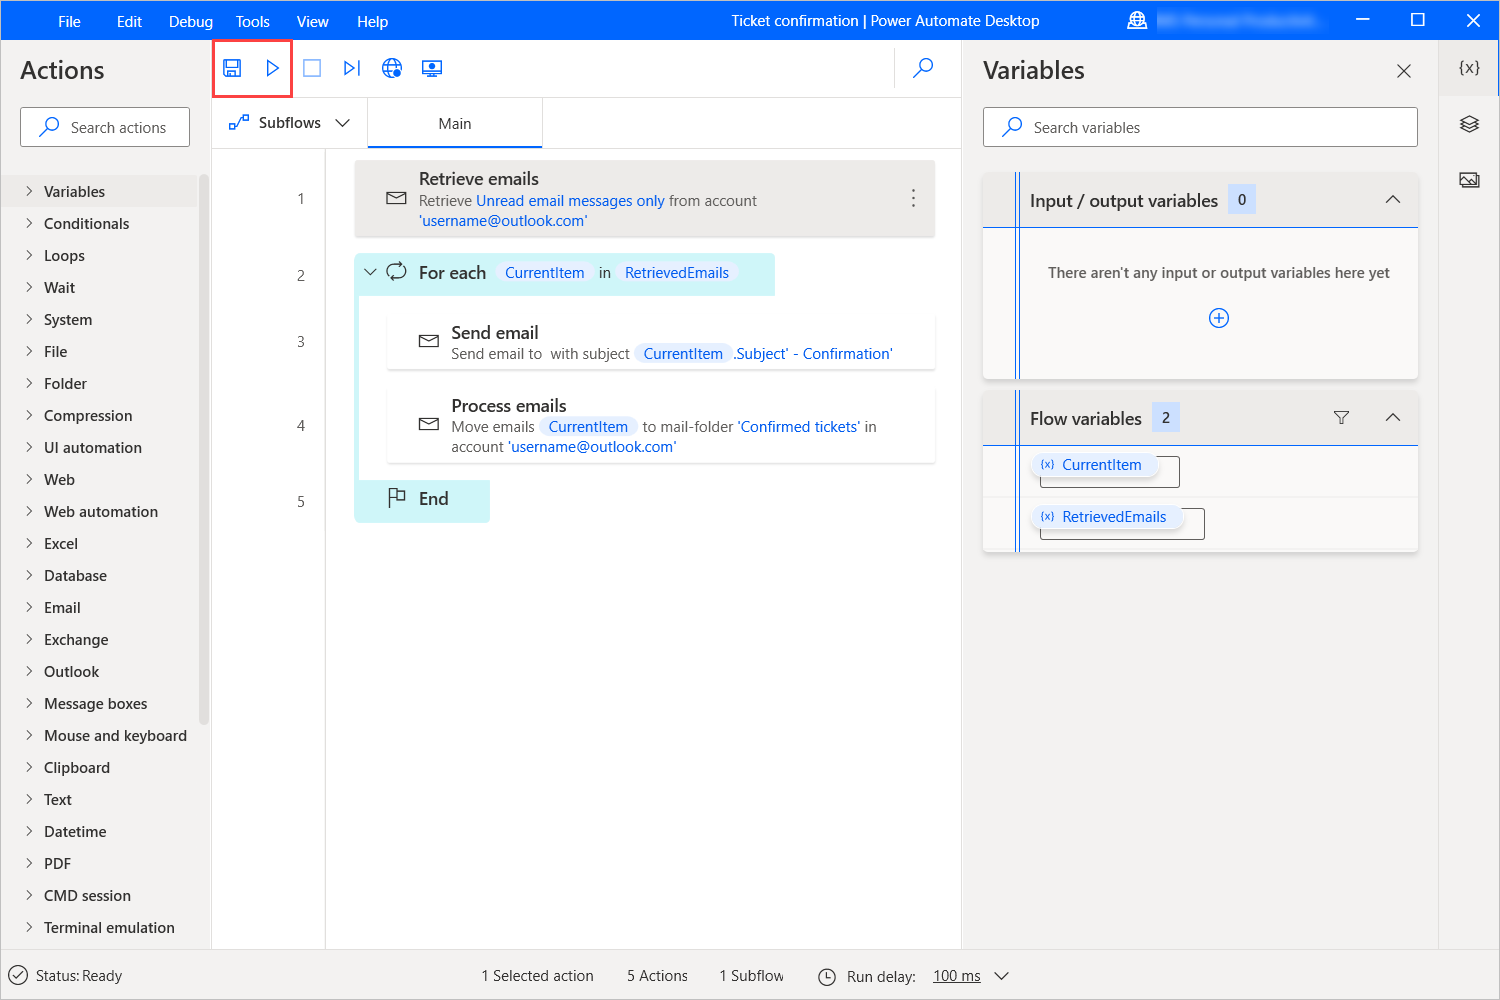 File Edit Debug Tools View Help Ticket confirmation | Power Automate Desktop
Actions
Search actions
Variables
Conditionals
Loops
Wait
System
File
Folder
Compression
UI automation
Web
Web automation
Excel
Database
Email
Exchange
Outlook
Message boxes
Mouse and keyboard
Clipboard
Text
Datetime
PDF
CMD session
Terminal emulation
Subflows Main
1
Retrieve emails
Retrieve Unread email messages only from account
'username@outlook.com'
2
For each CurrentItem in RetrievedEmails
3
Send email
Send email to with subject CurrentItem .Subject' - Confirmation'
4
Process emails
Move emails CurrentItem to mail-folder 'Confirmed tickets' in
account 'username@outlook.com'
5
End
Variables
{x}
Search variables
Input / output variables 0
There aren't any input or output variables here yet
Flow variables 2
{x} CurrentItem
{x} RetrievedEmails
Status: Ready 1 Selected action 5 Actions 1 Subflow Run delay: 100 ms